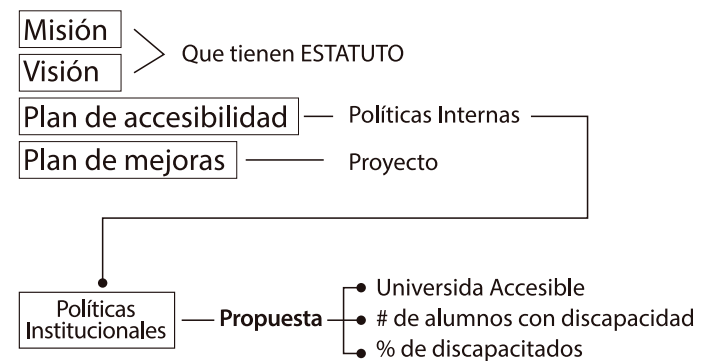 Misión
Visión
Que tienen ESTATUTO
Plan de accesibilidad
Políticas Internas
Plan de mejoras
Proyecto
Políticas
Institucionales
Propuesta
Universida Accesible
# de alumnos con discapacidad
% de discapacitados